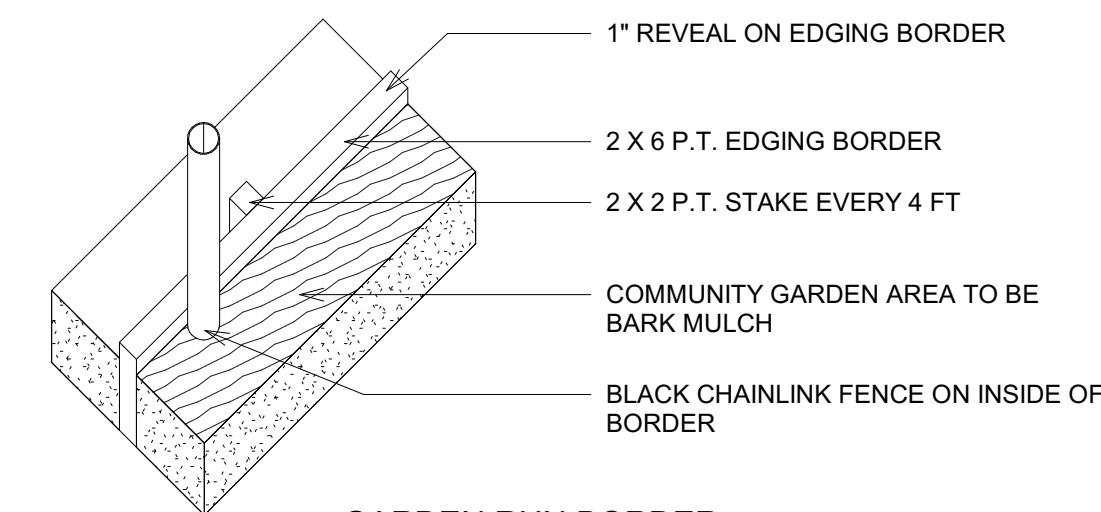 1" REVEAL ON EDGING BORDER
2 X 6 P.T. EDGING BORDER
2 X 2 P.T. STAKE EVERY 4 FT
COMMUNITY GARDEN AREA TO BE
BARK MULCH
BLACK CHAINLINK FENCE ON INSIDE OF
BORDER